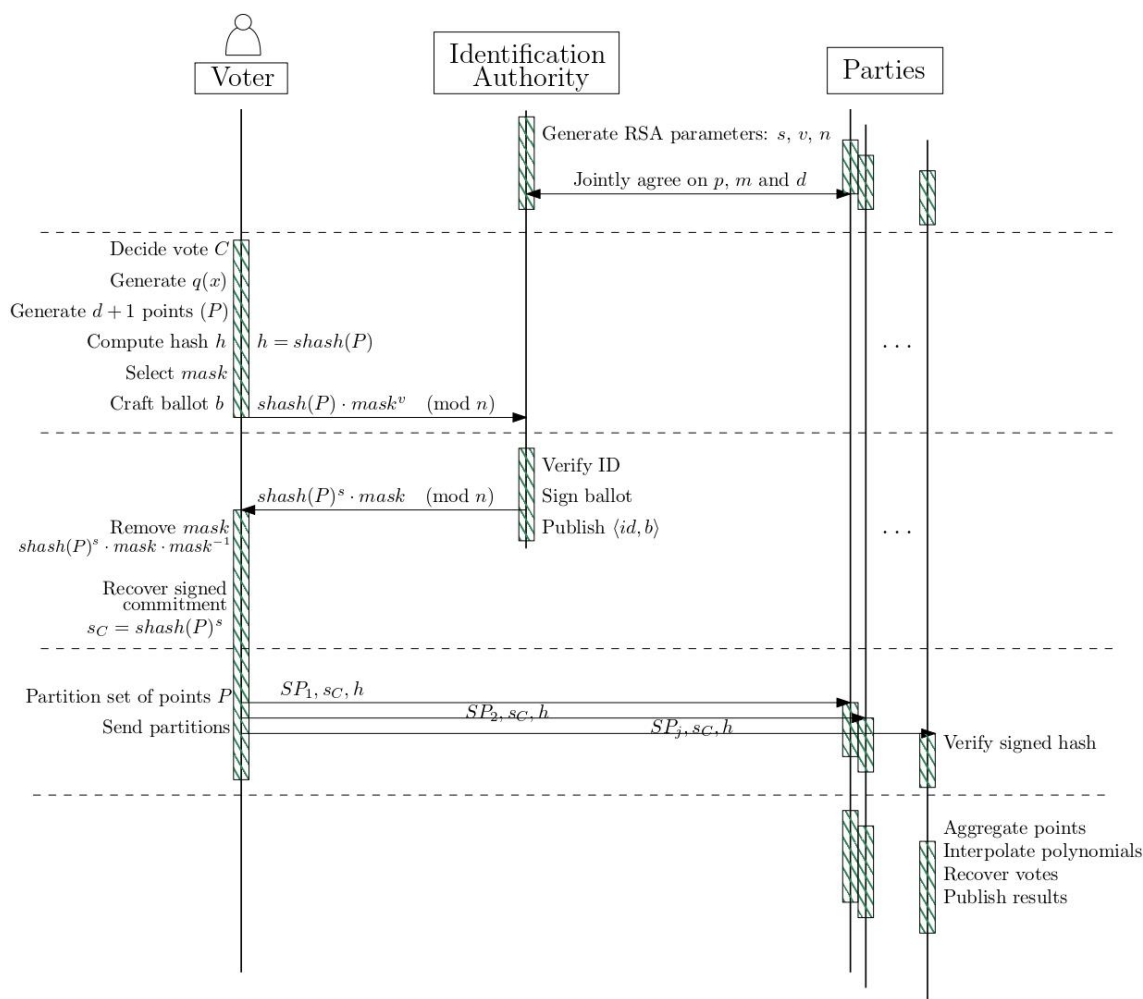 Voter
Identification
Authority
Parties
Generate RSA parameters: s, v, n
Jointly agree on p, m and d
Decide vote C
Generate q(x)
Generate d + 1 points (P)
Compute hash h
h = shash(P)
. . .
Select mask
Craft ballot b
shash(P) · mask^v (mod n)
Verify ID
shash(P)^s · mask (mod n)
Sign ballot
Publish ⟨id, b⟩
. . .
Remove mask
shash(P)^s · mask · mask^−1
Recover signed
commitment
s_C = shash(P)^s
Partition set of points P
SP_1, s_C, h
SP_2, s_C, h
Send partitions
SP_j, s_C, h
Verify signed hash
Aggregate points
Interpolate polynomials
Recover votes
Publish results